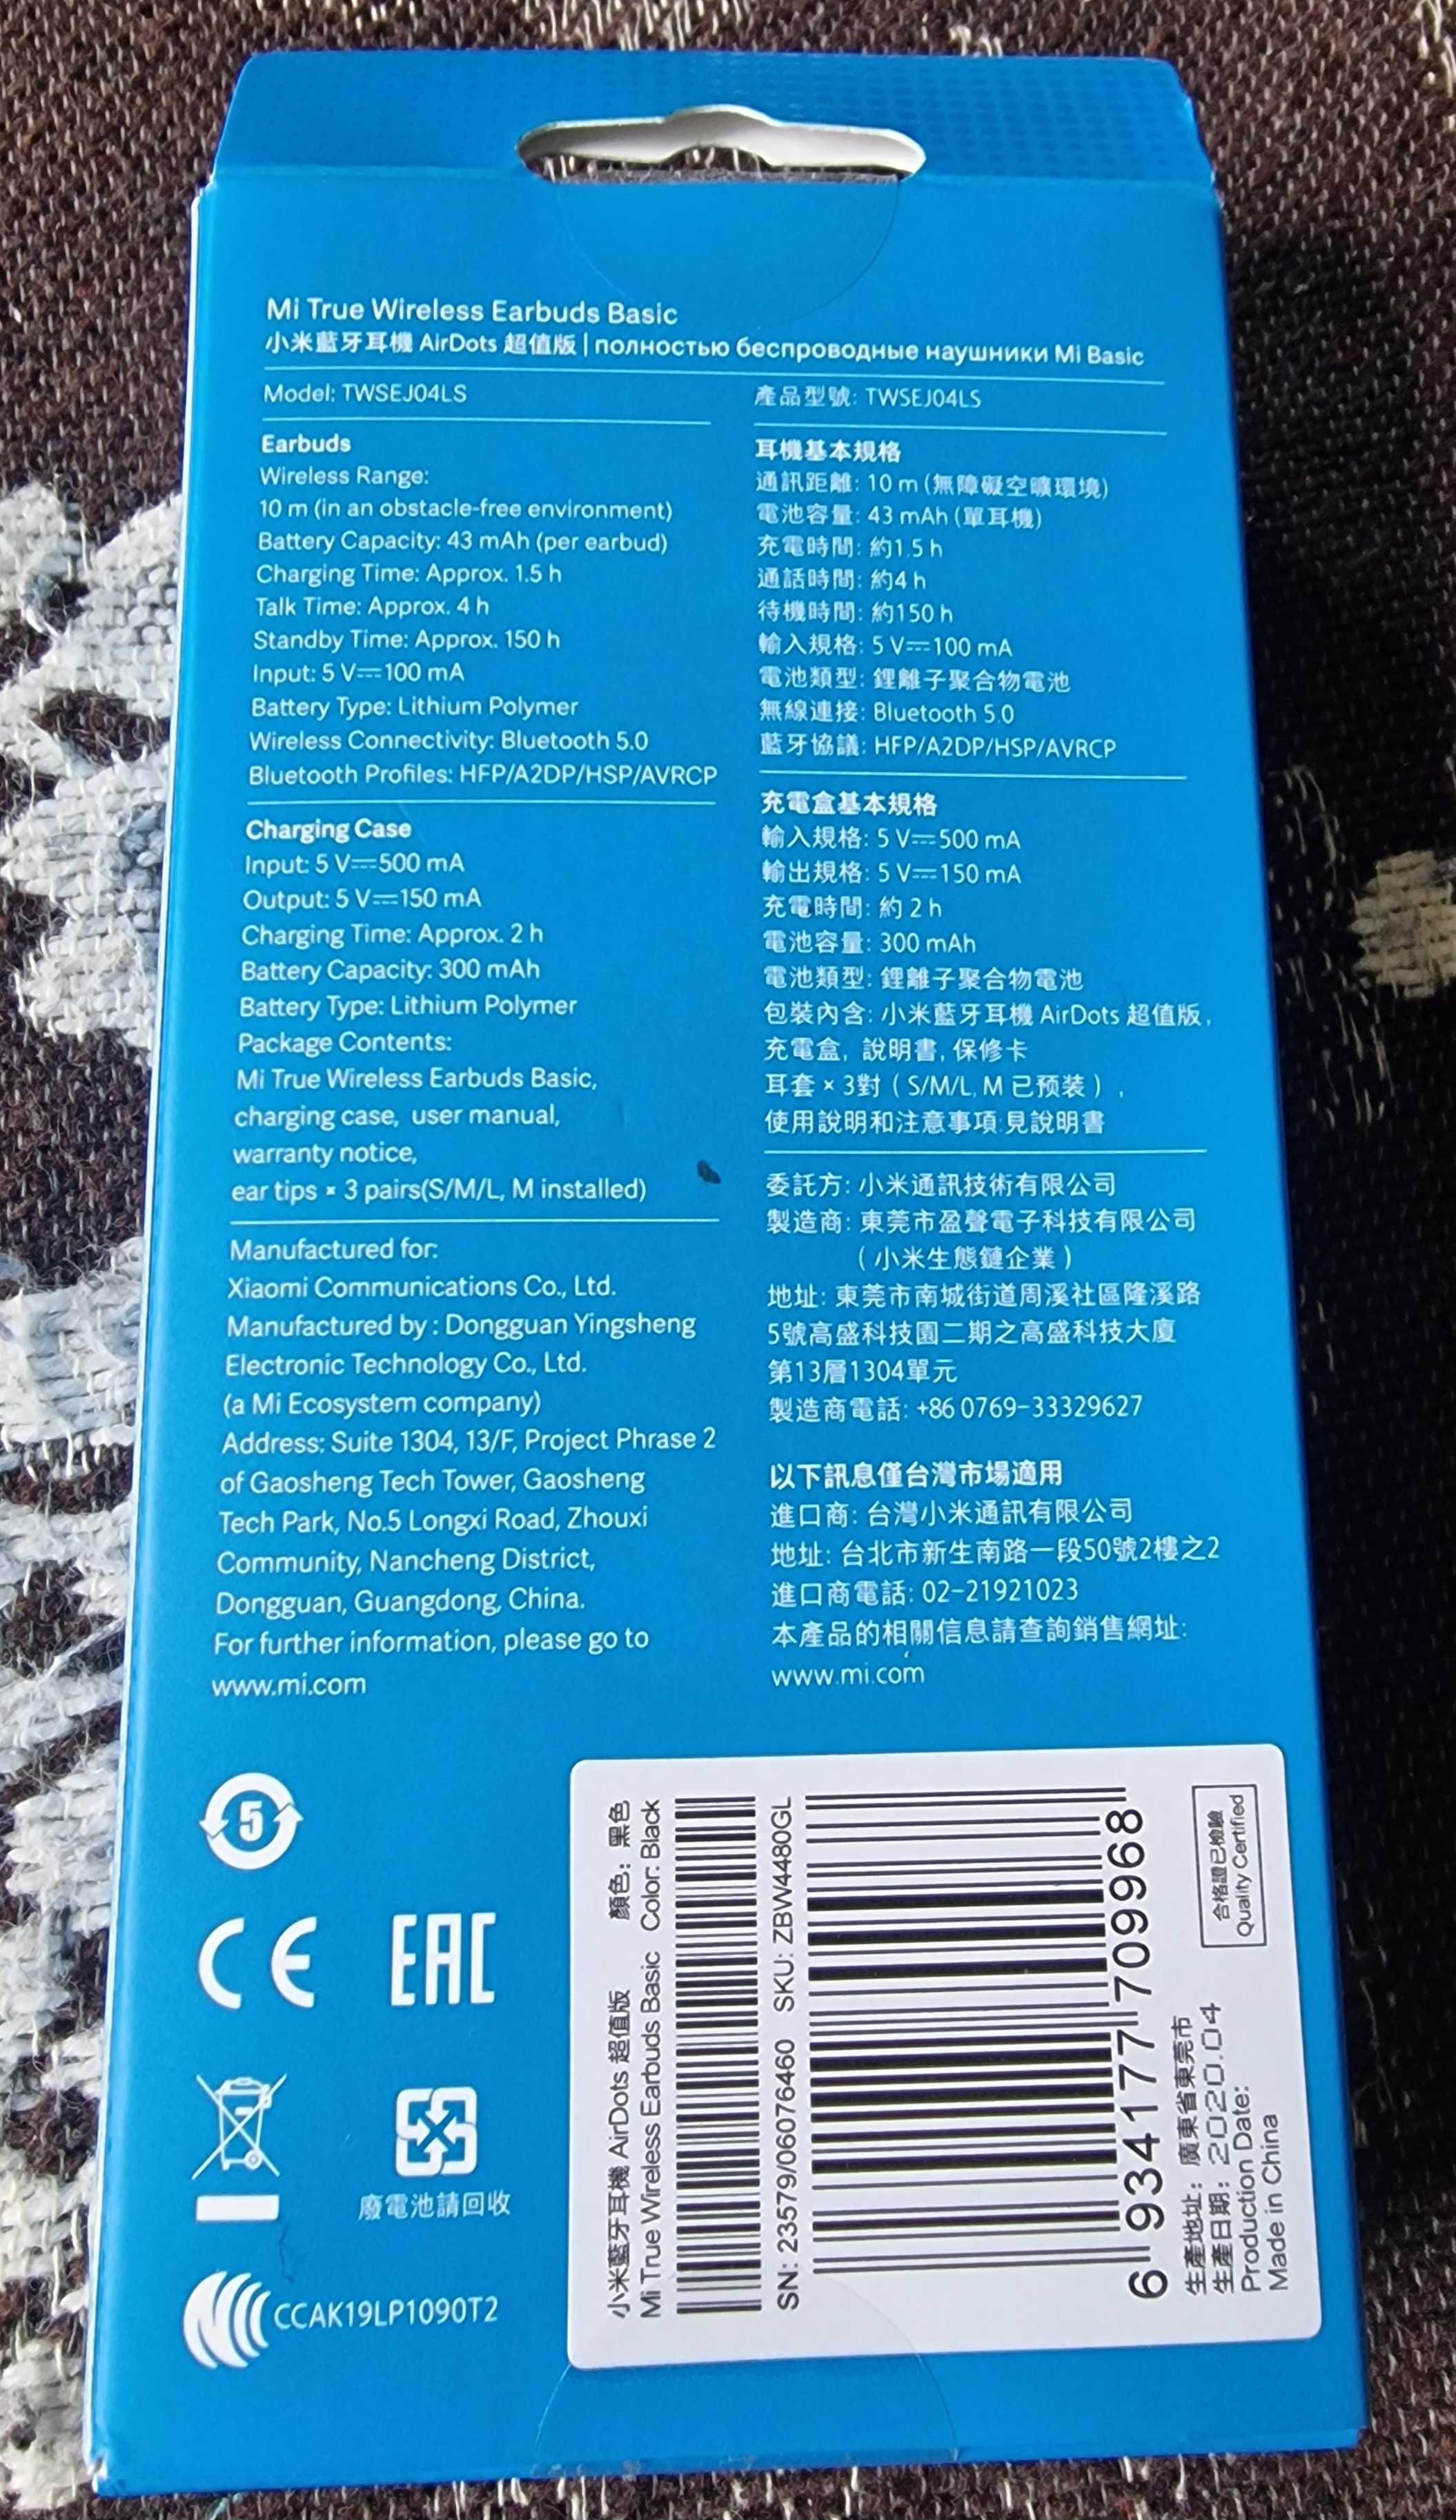 Mi True Wireless Earbuds Basic
小米藍牙耳機 AirDots 超值版 | полностью беспроводные наушники Mi Basic
Model: TWSEJ04LS
Earbuds
Wireless Range:
10 m (in an obstacle-free environment)
Battery Capacity: 43 mAh (per earbud)
Charging Time: Approx. 1.5 h
Talk Time: Approx. 4 h
Standby Time: Approx. 150 h
Input: 5 V⎓100 mA
Battery Type: Lithium Polymer
Wireless Connectivity: Bluetooth 5.0
Bluetooth Profiles: HFP/A2DP/HSP/AVRCP
Charging Case
Input: 5 V⎓500 mA
Output: 5 V⎓150 mA
Charging Time: Approx. 2 h
Battery Capacity: 300 mAh
Battery Type: Lithium Polymer
Package Contents:
Mi True Wireless Earbuds Basic,
charging case, user manual,
warranty notice,
ear tips × 3 pairs(S/M/L, M installed)
Manufactured for:
Xiaomi Communications Co., Ltd.
Manufactured by : Dongguan Yingsheng
Electronic Technology Co., Ltd.
(a Mi Ecosystem company)
Address: Suite 1304, 13/F, Project Phrase 2
of Gaosheng Tech Tower, Gaosheng
Tech Park, No.5 Longxi Road, Zhouxi
Community, Nancheng District,
Dongguan, Guangdong, China.
For further information, please go to
www.mi.com
產品型號: TWSEJ04LS
耳機基本規格
通訊距離: 10 m (無障礙空曠環境)
電池容量: 43 mAh (單耳機)
充電時間: 約1.5 h
通話時間: 約4 h
待機時間: 約150 h
輸入規格: 5 V⎓100 mA
電池類型: 鋰離子聚合物電池
無線連接: Bluetooth 5.0
藍牙協議: HFP/A2DP/HSP/AVRCP
充電盒基本規格
輸入規格: 5 V⎓500 mA
輸出規格: 5 V⎓150 mA
充電時間: 約 2 h
電池容量: 300 mAh
電池類型: 鋰離子聚合物電池
包裝內含: 小米藍牙耳機 AirDots 超值版,
充電盒, 說明書, 保修卡
耳套 × 3對 ( S/M/L, M 已预装 ) ,
使用說明和注意事項:見說明書
委託方: 小米通訊技術有限公司
製造商: 東莞市盈聲電子科技有限公司
( 小米生態鏈企業 )
地址: 東莞市南城街道周溪社區隆溪路
5號高盛科技園二期之高盛科技大廈
第13層1304單元
製造商電話: +86 0769-33329627
以下訊息僅台灣市場適用
進口商: 台灣小米通訊有限公司
地址: 台北市新生南路一段50號2樓之2
進口商電話: 02-21921023
本產品的相關信息請查詢銷售網址:
www.mi.com
5
CE EAC
廢電池請回收
CCAK19LP1090T2
小米藍牙耳機 AirDots 超值版 顏色: 黑色
Mi True Wireless Earbuds Basic Color: Black
SN: 23579/06076460 SKU: ZBW4480GL
6 934177 709968
合格證已檢驗
Quality Certified
生產地址: 廣東省東莞市
生產日期: 2020.04
Production Date:
Made in China